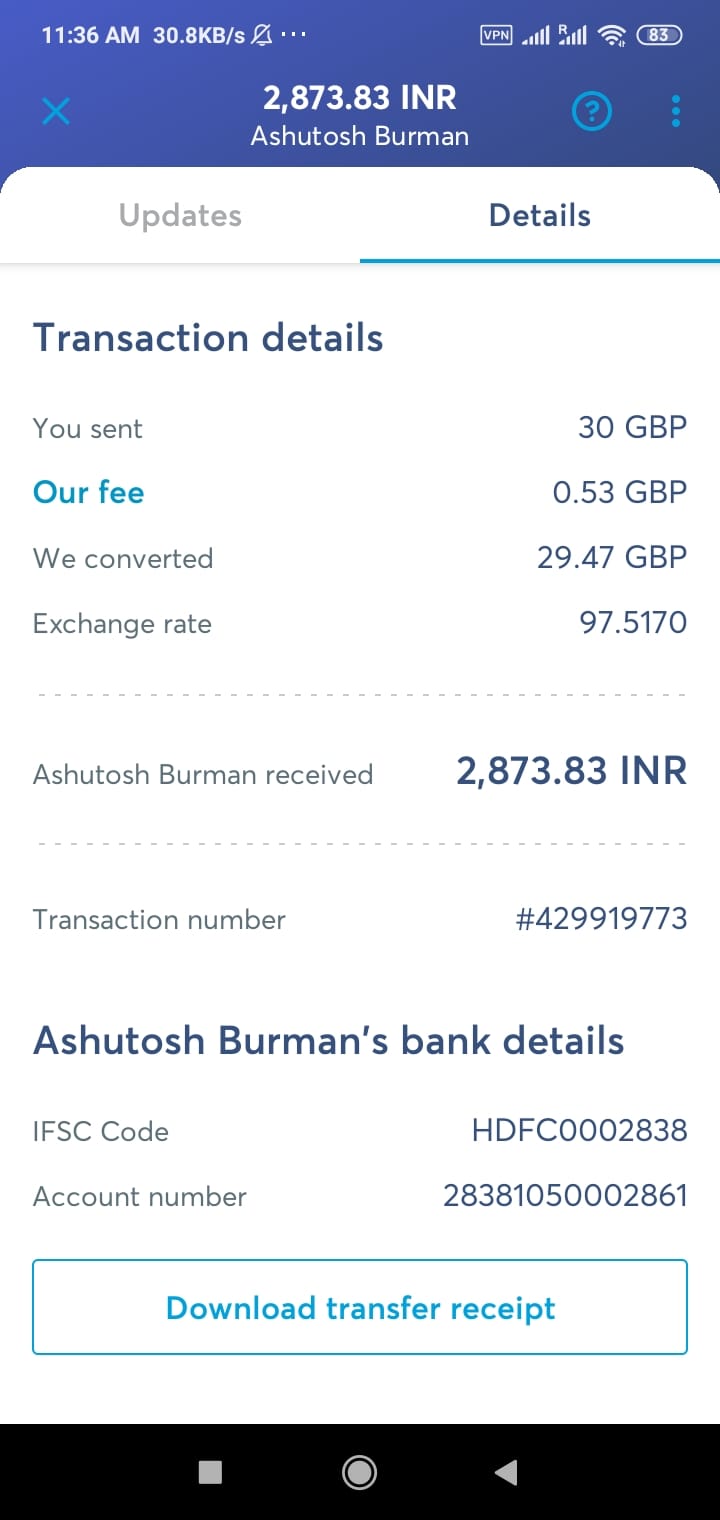 11:36 AM 30.8KB/s ... VPN R 83
2,873.83 INR
Ashutosh Burman
?
Updates Details
Transaction details
You sent 30 GBP
Our fee 0.53 GBP
We converted 29.47 GBP
Exchange rate 97.5170
Ashutosh Burman received 2,873.83 INR
Transaction number #429919773
Ashutosh Burman's bank details
IFSC Code HDFC0002838
Account number 28381050002861
Download transfer receipt